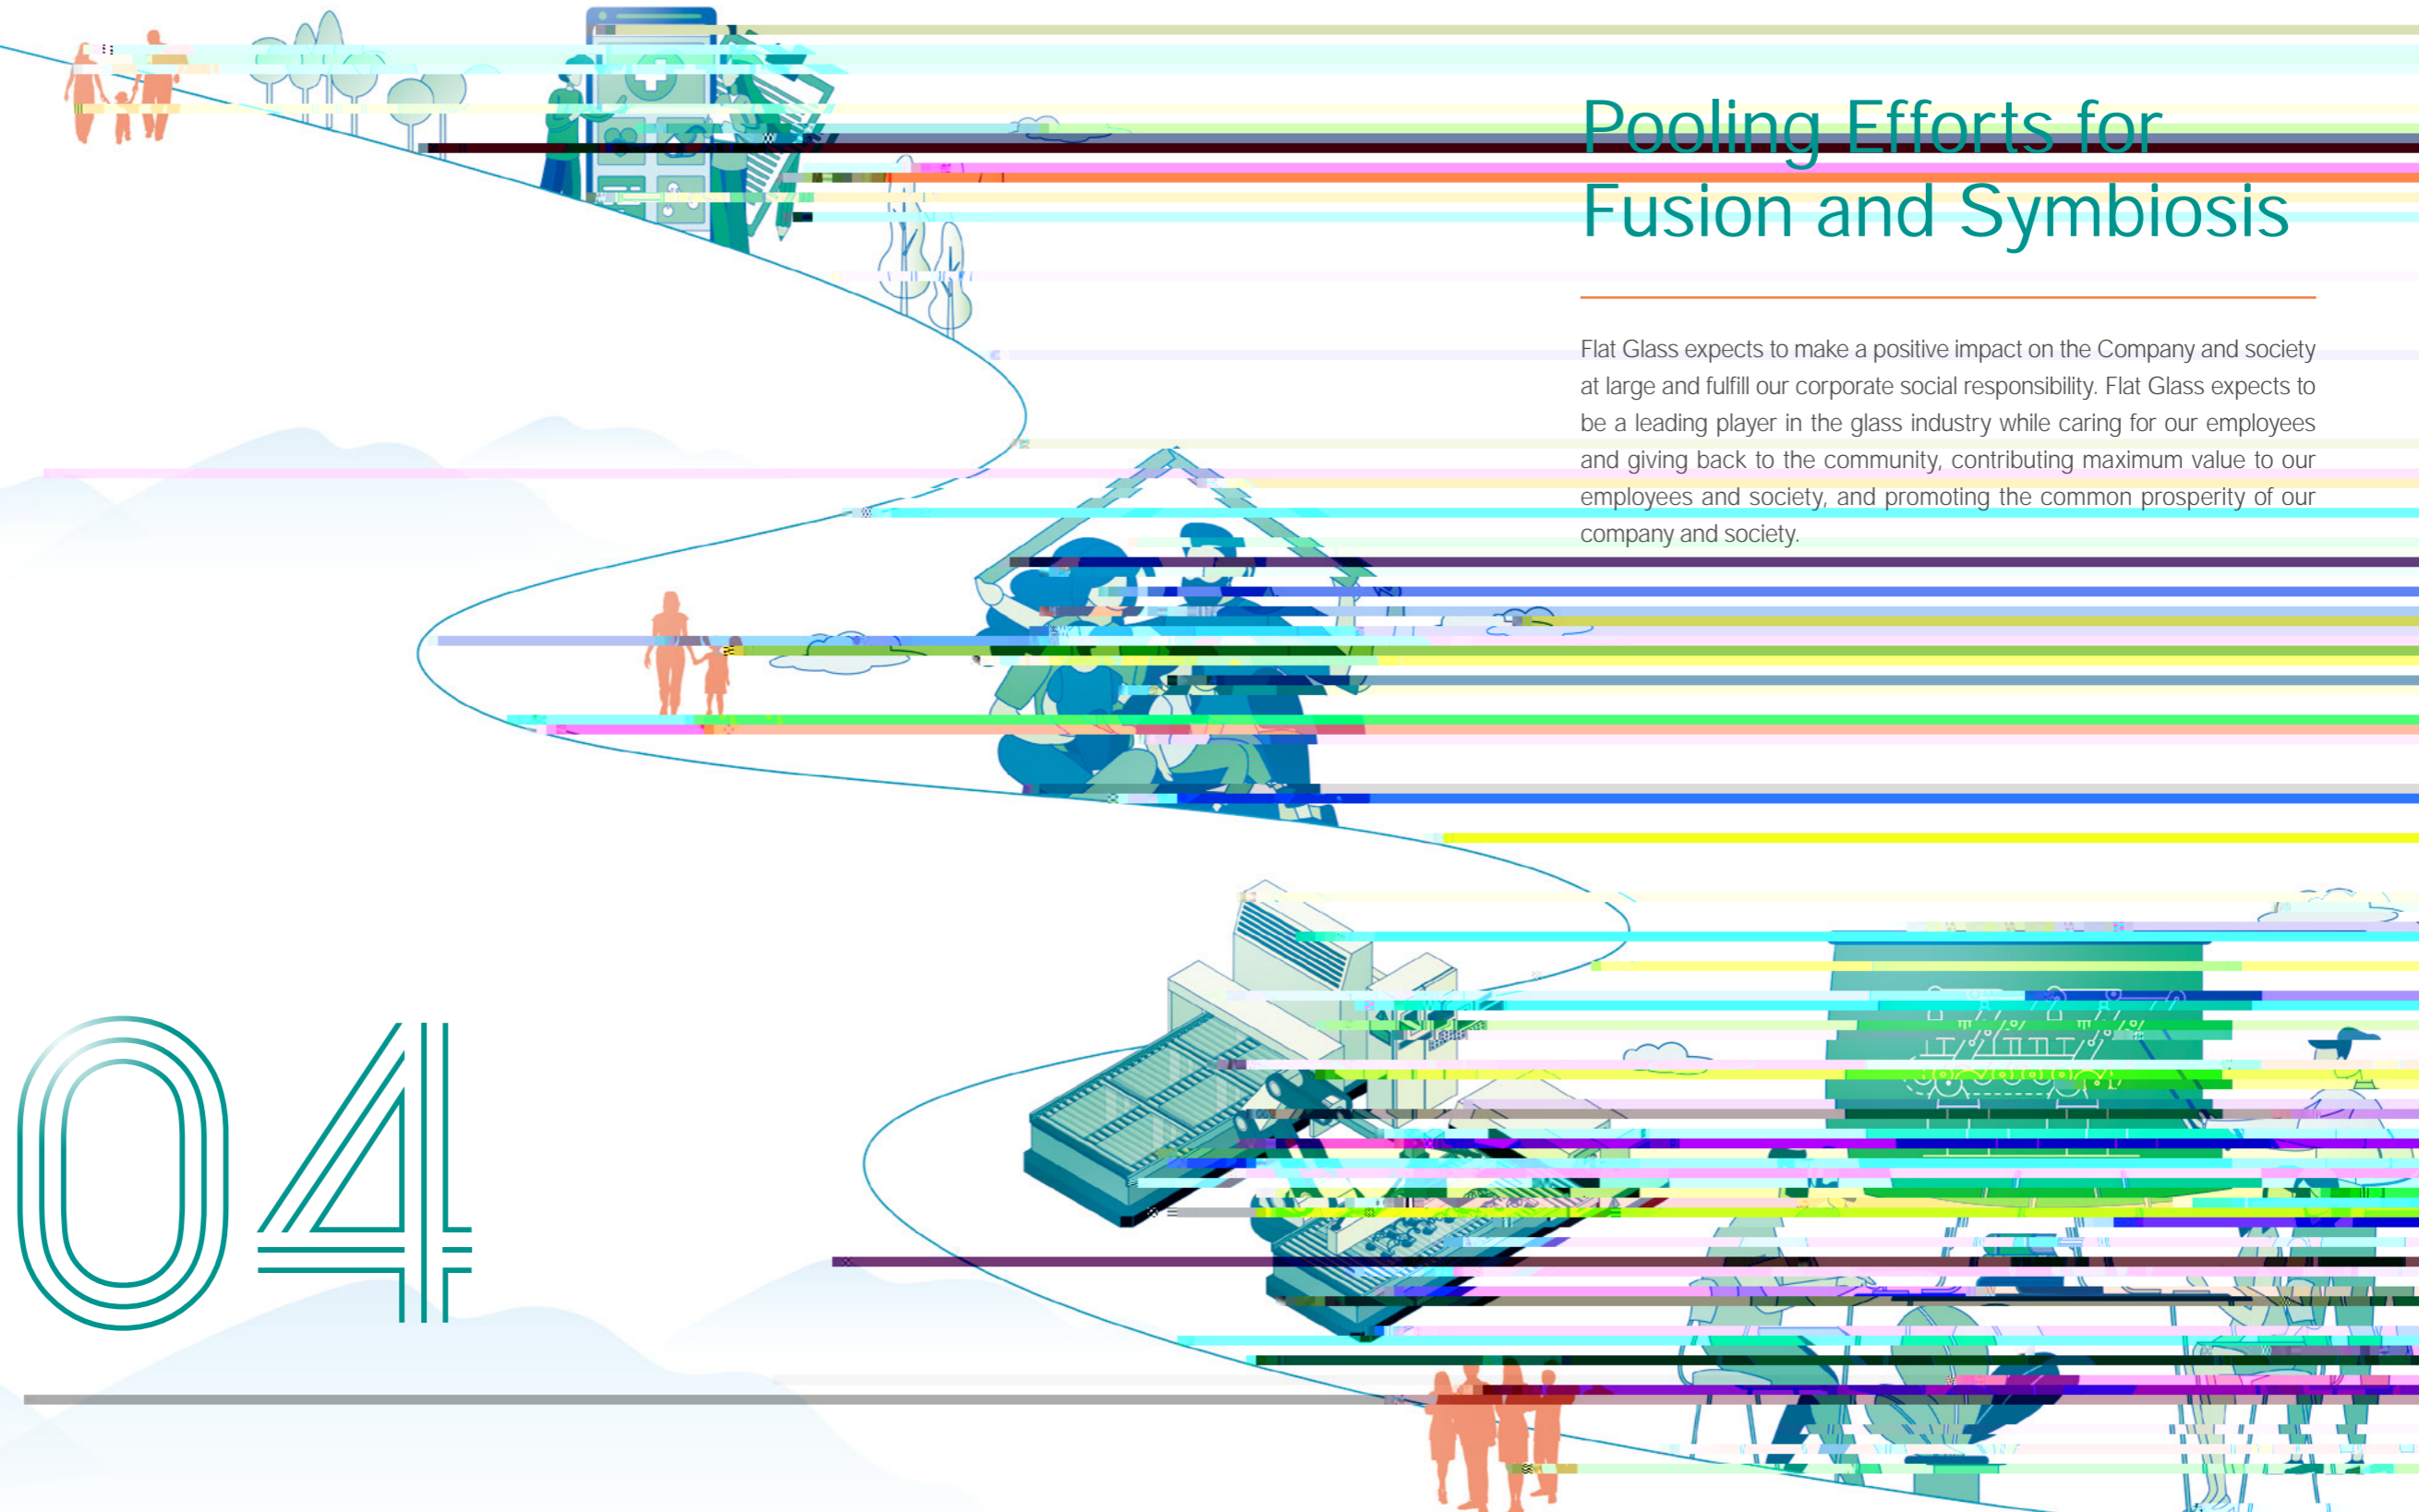 Pooling Efforts for
Fusion and Symbiosis
Flat Glass expects to make a positive impact on the Company and society
at large and fulfill our corporate social responsibility. Flat Glass expects to
be a leading player in the glass industry while caring for our employees
and giving back to the community, contributing maximum value to our
employees and society, and promoting the common prosperity of our
company and society.
04